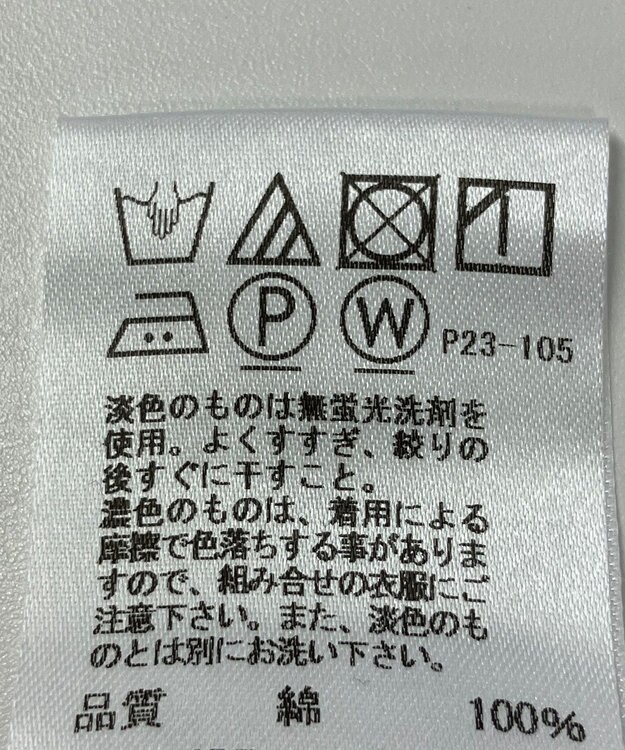 P W P23-105
淡色のものは無蛍光洗剤を
使用。よくすすぎ、絞りの
後すぐに干すこと。
濃色のものは、着用による
摩擦で色落ちする事がありま
すので、組み合せの衣服にご
注意下さい。また、淡色のも
のとは別にお洗い下さい。
品質 綿 100%